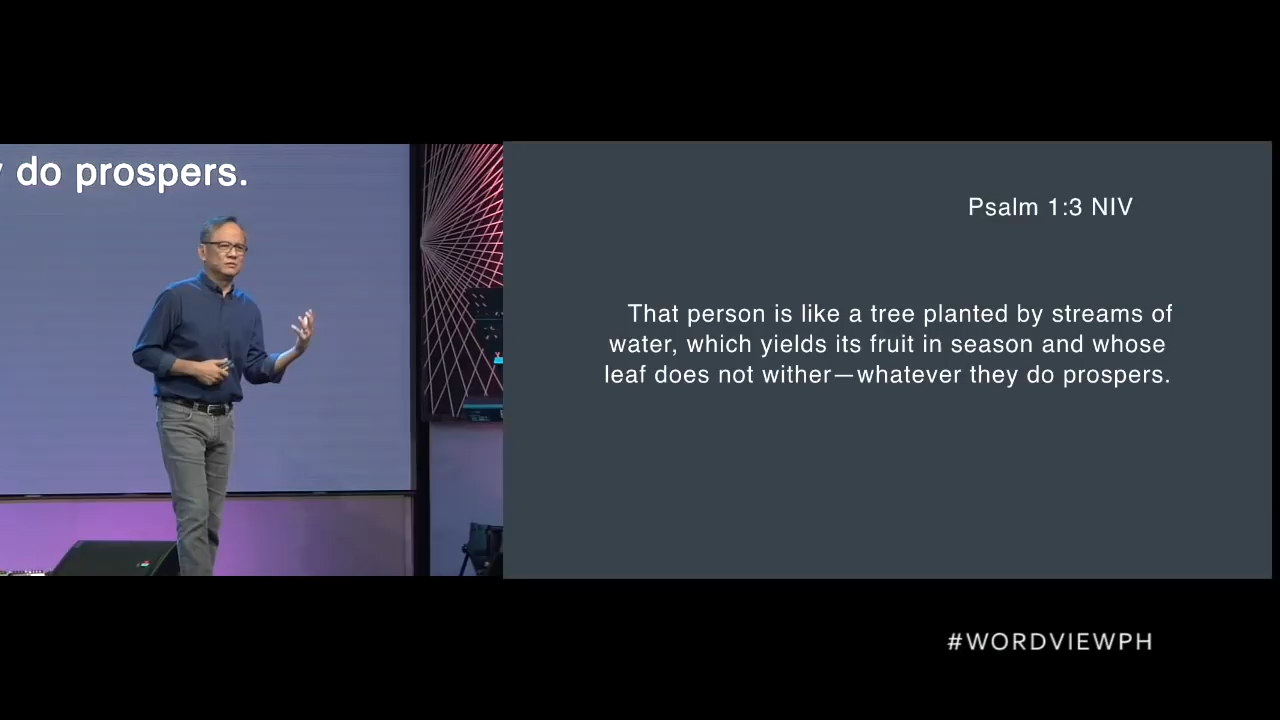 do prospers.
Psalm 1:3 NIV
That person is like a tree planted by streams of
water, which yields its fruit in season and whose
leaf does not wither—whatever they do prospers.
#WORDVIEWPH